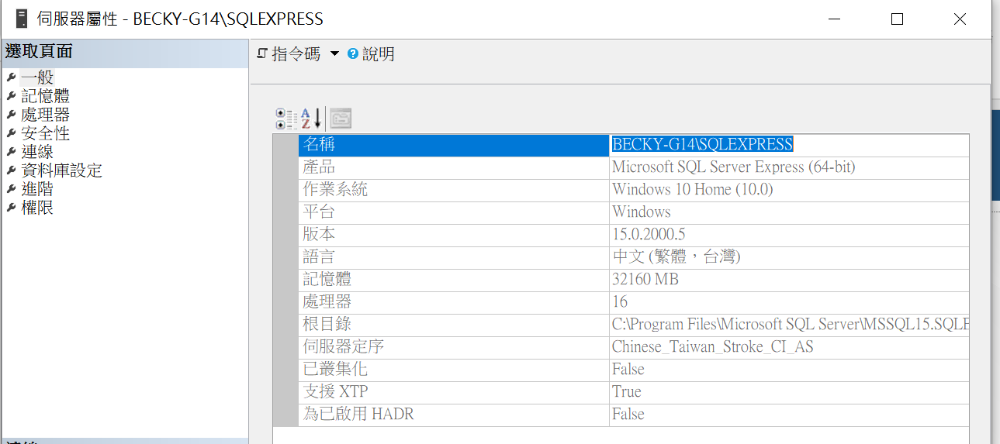 伺服器屬性 - BECKY-G14\SQLEXPRESS
選取頁面
一般
記憶體
處理器
安全性
連線
資料庫設定
進階
權限
指令碼 說明
名稱 BECKY-G14\SQLEXPRESS
產品 Microsoft SQL Server Express (64-bit)
作業系統 Windows 10 Home (10.0)
平台 Windows
版本 15.0.2000.5
語言 中文 (繁體，台灣)
記憶體 32160 MB
處理器 16
根目錄 C:\Program Files\Microsoft SQL Server\MSSQL15.SQLE
伺服器定序 Chinese_Taiwan_Stroke_CI_AS
已叢集化 False
支援 XTP True
為已啟用 HADR False